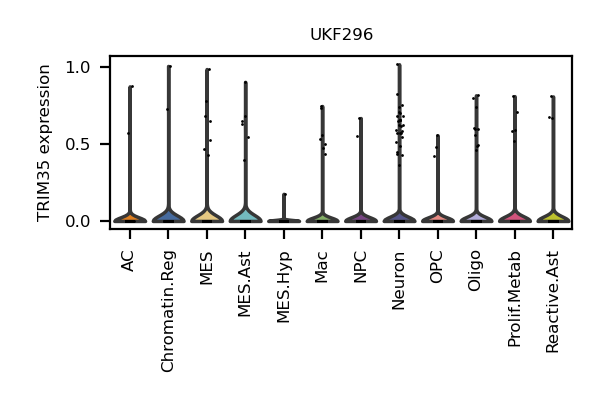 UKF296
TRIM35 expression
1.0
0.5
0.0
AC
Chromatin.Reg
MES
MES.Ast
MES.Hyp
Mac
NPC
Neuron
OPC
Oligo
Prolif.Metab
Reactive.Ast